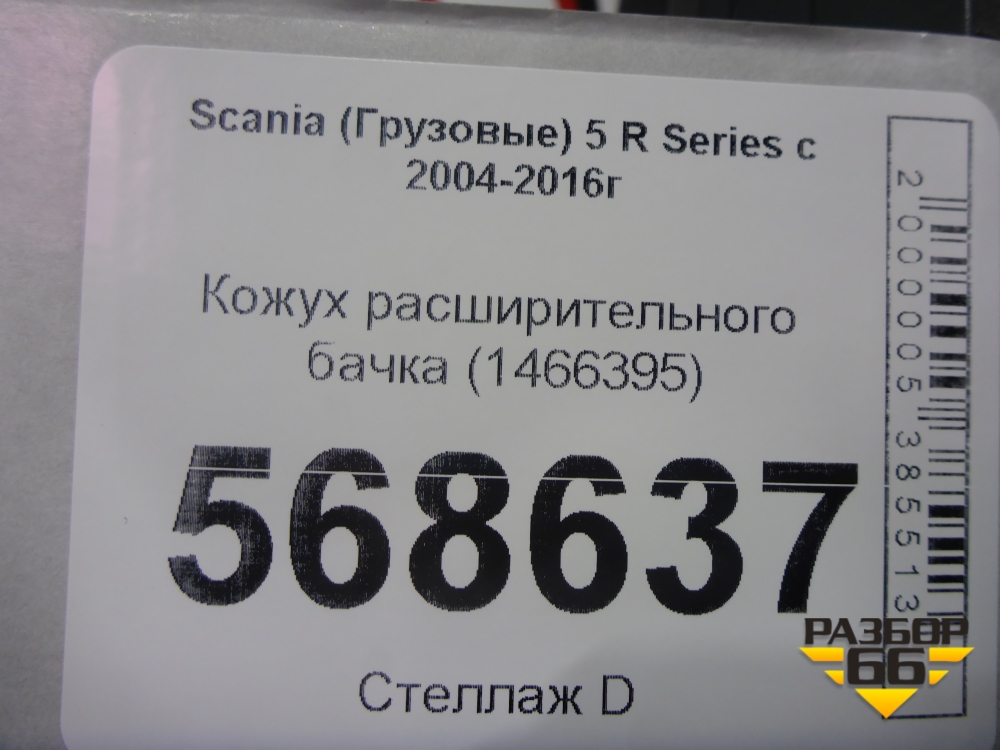 Scania (Грузовые) 5 R Series с
2004-2016г
Кожух расширительного
бачка (1466395)
568637
Стеллаж D
2000005385513
РАЗБОР
66